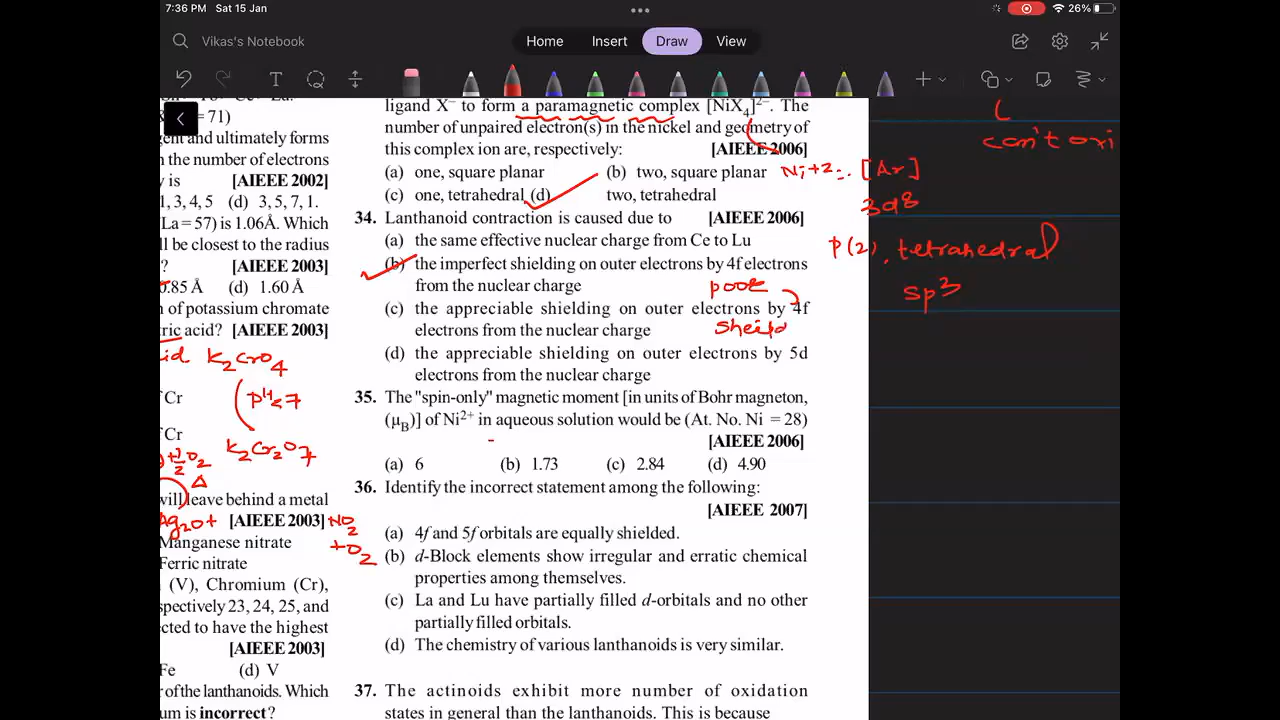 7:36 PM Sat 15 Jan
26%
Vikas's Notebook
Home Insert Draw View
= 71)
gent and ultimately forms
n the number of electrons
y is [AIEEE 2002]
1, 3, 4, 5 (d) 3, 5, 7, 1.
(La = 57) is 1.06Å. Which
ll be closest to the radius
? [AIEEE 2003]
0.85 Å (d) 1.60 Å
n of potassium chromate
tric acid? [AIEEE 2003]
id K2CrO4
f Cr
pH<7
f Cr
K2Cr2O7
+1/2 O2
Δ
will leave behind a metal
Ag2O+ [AIEEE 2003] NO2
Manganese nitrate +O2
Ferric nitrate
(V), Chromium (Cr),
spectively 23, 24, 25, and
cted to have the highest
[AIEEE 2003]
Fe (d) V
r of the lanthanoids. Which
um is incorrect?
ligand X⁻ to form a paramagnetic complex [NiX4]²⁻. The
number of unpaired electron(s) in the nickel and geometry of
this complex ion are, respectively: [AIEEE 2006]
(a) one, square planar (b) two, square planar
(c) one, tetrahedral (d) two, tetrahedral
34. Lanthanoid contraction is caused due to [AIEEE 2006]
(a) the same effective nuclear charge from Ce to Lu
(b) the imperfect shielding on outer electrons by 4f electrons
from the nuclear charge
poor
(c) the appreciable shielding on outer electrons by 4f
electrons from the nuclear charge
sheild
(d) the appreciable shielding on outer electrons by 5d
electrons from the nuclear charge
35. The "spin-only" magnetic moment [in units of Bohr magneton,
(μB)] of Ni²⁺ in aqueous solution would be (At. No. Ni = 28)
[AIEEE 2006]
(a) 6 (b) 1.73 (c) 2.84 (d) 4.90
36. Identify the incorrect statement among the following:
[AIEEE 2007]
(a) 4f and 5f orbitals are equally shielded.
(b) d-Block elements show irregular and erratic chemical
properties among themselves.
(c) La and Lu have partially filled d-orbitals and no other
partially filled orbitals.
(d) The chemistry of various lanthanoids is very similar.
37. The actinoids exhibit more number of oxidation
states in general than the lanthanoids. This is because
can't oxi
Ni+2 = [Ar]
3d8
P(2), tetrahedral
sp3